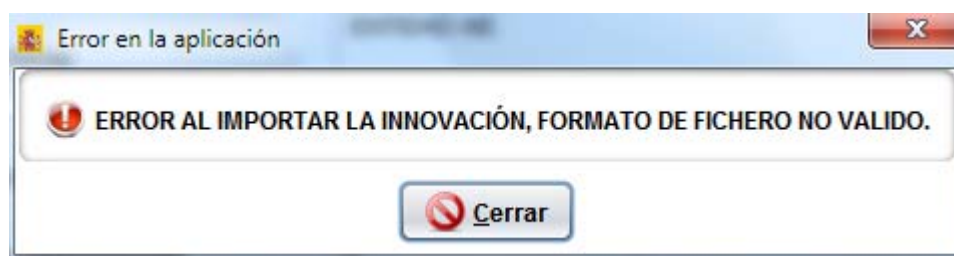 Error en la aplicación
ERROR AL IMPORTAR LA INNOVACIÓN, FORMATO DE FICHERO NO VALIDO.
Cerrar